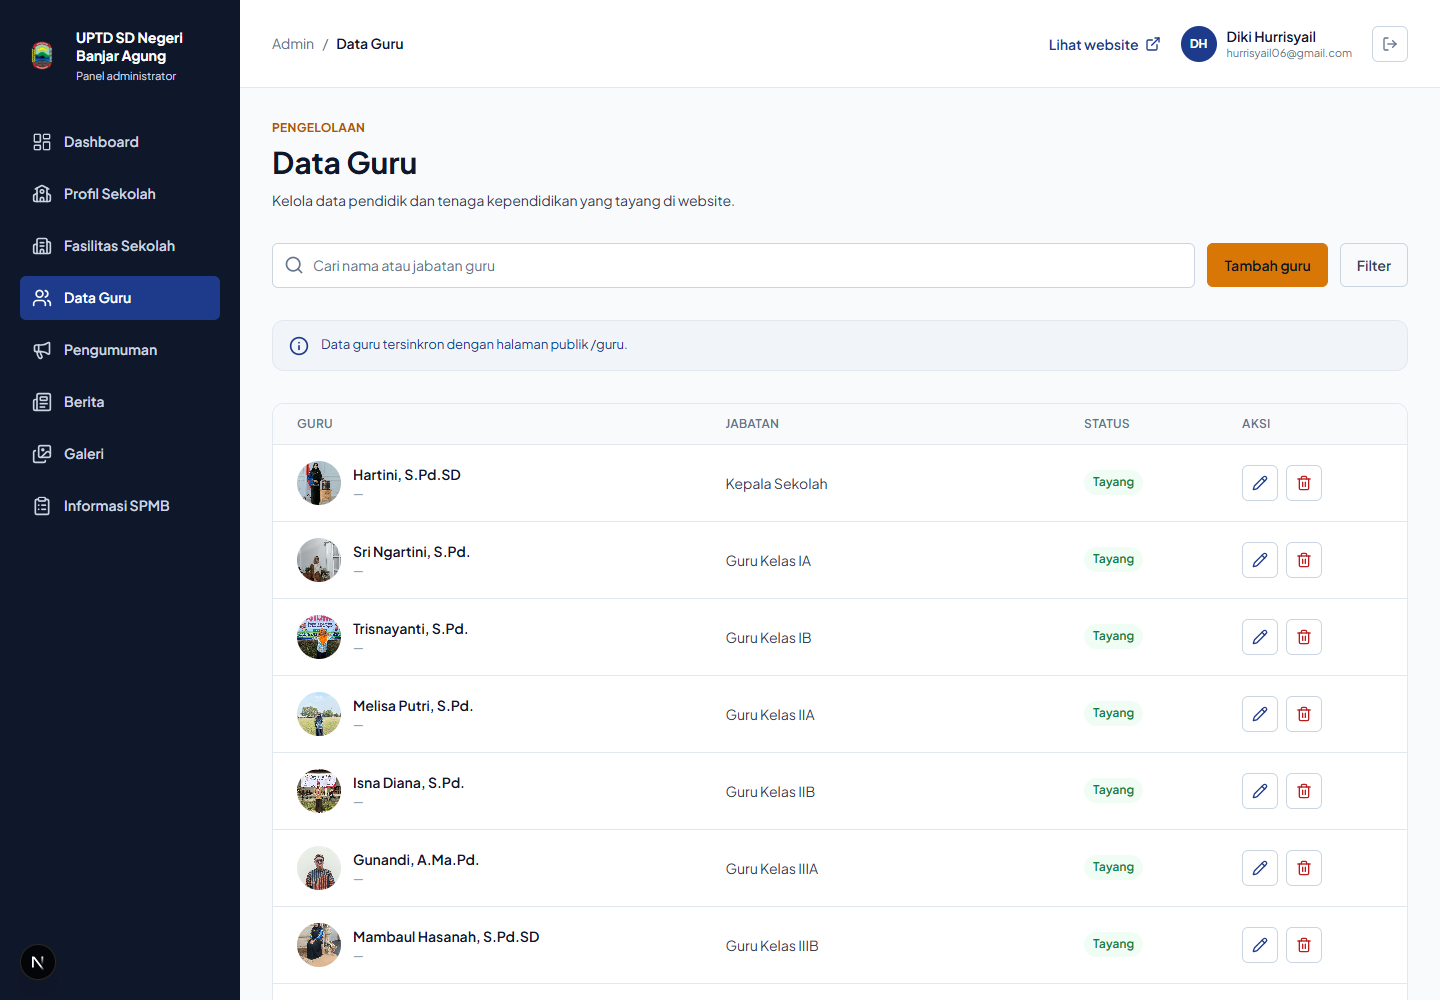 UPTD SD Negeri
Banjar Agung
Panel administrator
Dashboard
Profil Sekolah
Fasilitas Sekolah
Data Guru
Pengumuman
Berita
Galeri
Informasi SPMB
N
Admin / Data Guru
Lihat website
DH
Diki Hurrisyail
hurrisyail06@gmail.com
PENGELOLAAN
Data Guru
Kelola data pendidik dan tenaga kependidikan yang tayang di website.
Cari nama atau jabatan guru
Tambah guru
Filter
Data guru tersinkron dengan halaman publik /guru.
GURU JABATAN STATUS AKSI
Hartini, S.Pd.SD
—
Kepala Sekolah
Tayang
Sri Ngartini, S.Pd.
—
Guru Kelas IA
Tayang
Trisnayanti, S.Pd.
—
Guru Kelas IB
Tayang
Melisa Putri, S.Pd.
—
Guru Kelas IIA
Tayang
Isna Diana, S.Pd.
—
Guru Kelas IIB
Tayang
Gunandi, A.Ma.Pd.
—
Guru Kelas IIIA
Tayang
Mambaul Hasanah, S.Pd.SD
—
Guru Kelas IIIB
Tayang